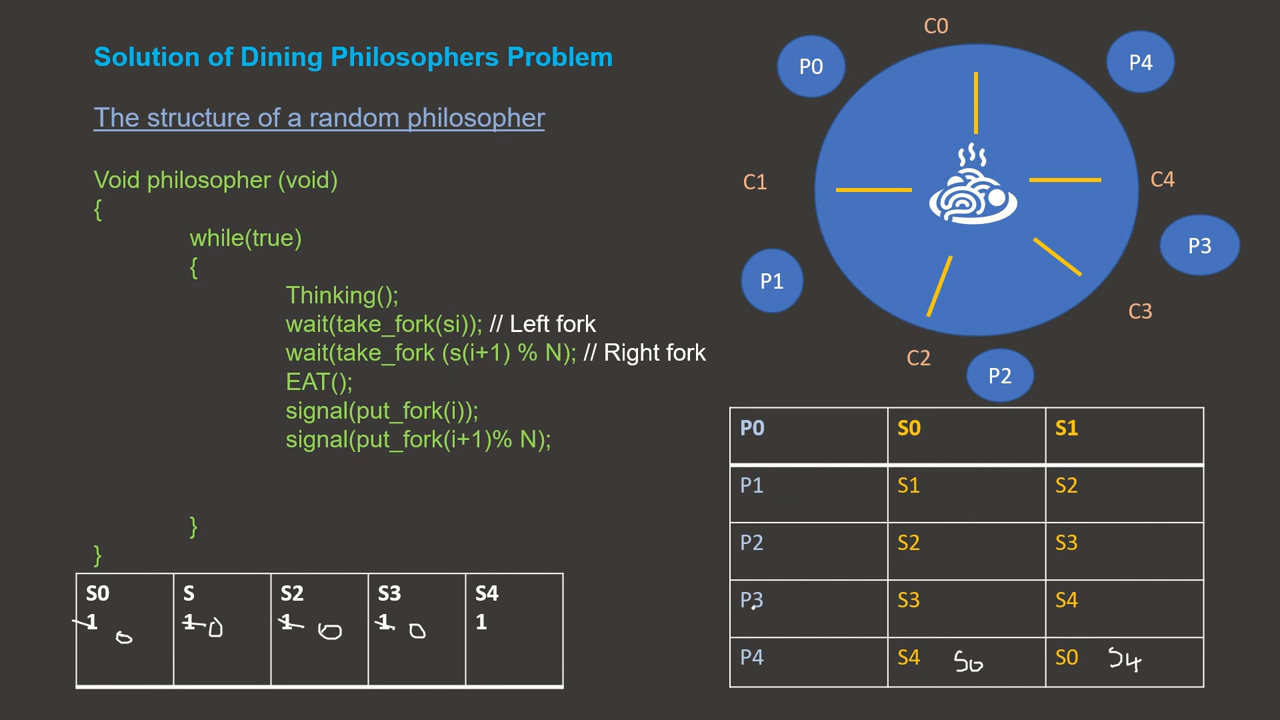 Solution of Dining Philosophers Problem
The structure of a random philosopher
Void philosopher (void)
{
while(true)
{
Thinking();
wait(take_fork(si)); // Left fork
wait(take_fork (s(i+1) % N); // Right fork
EAT();
signal(put_fork(i));
signal(put_fork(i+1)% N);
}
}
S0 S S2 S3 S4
1 0 1 0 1 0 1 0 1
C0
P0 P4
C1 C4
P3
P1
C3
C2
P2
P0 S0 S1
P1 S1 S2
P2 S2 S3
P3 S3 S4
P4 S4 S0 S0 S4